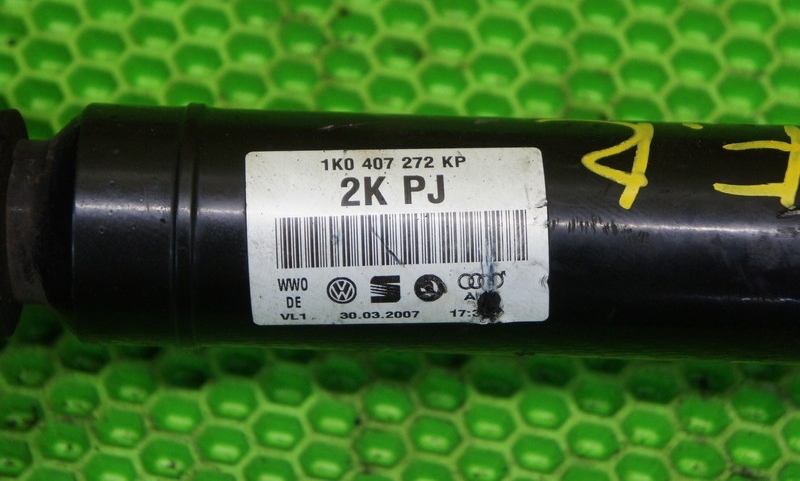 1K0 407 272 KP
2K PJ
WWO
DE
VL1 30.03.2007